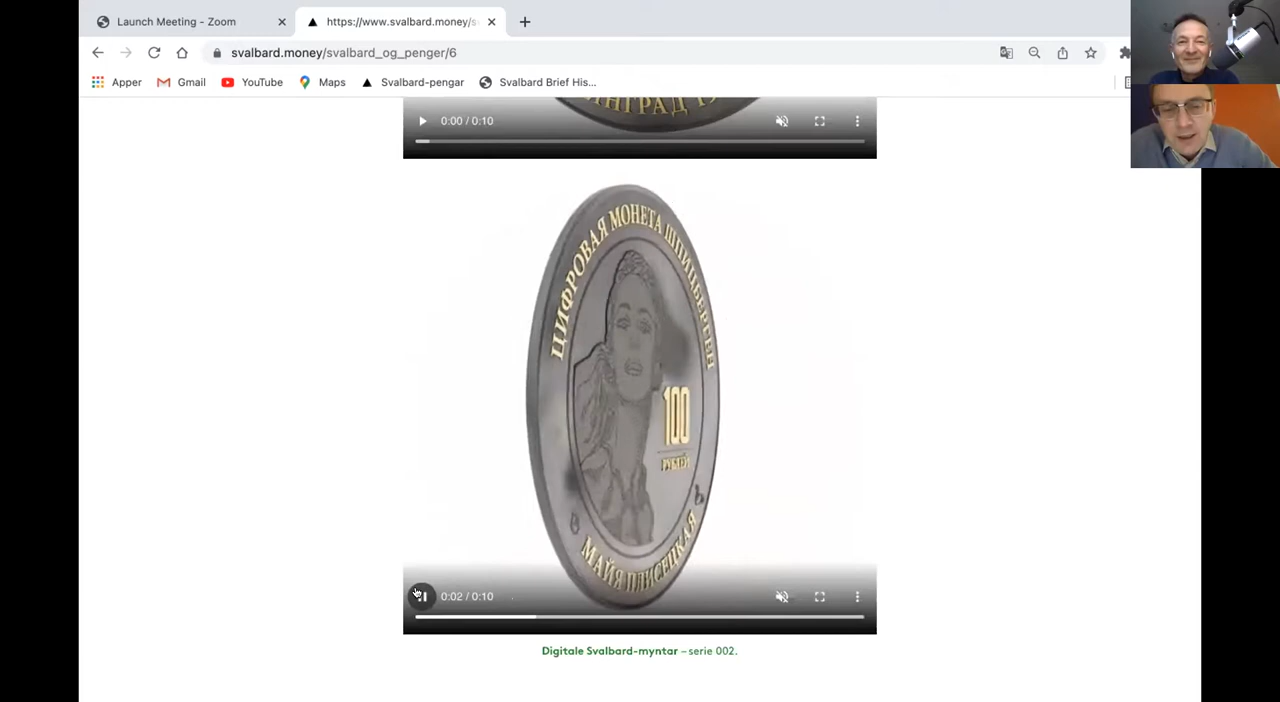 Launch Meeting - Zoom
https://www.svalbard.money/s
svalbard.money/svalbard_og_penger/6
Apper
Gmail
YouTube
Maps
Svalbard-pengar
Svalbard Brief His...
0:00 / 0:10
ЦИФРОВАЯ МОНЕТА ШПИЦБЕРГЕН
100
РУБЛЕЙ
МАЙЯ ПЛИСЕЦКАЯ
0:02 / 0:10
Digitale Svalbard-myntar – serie 002.